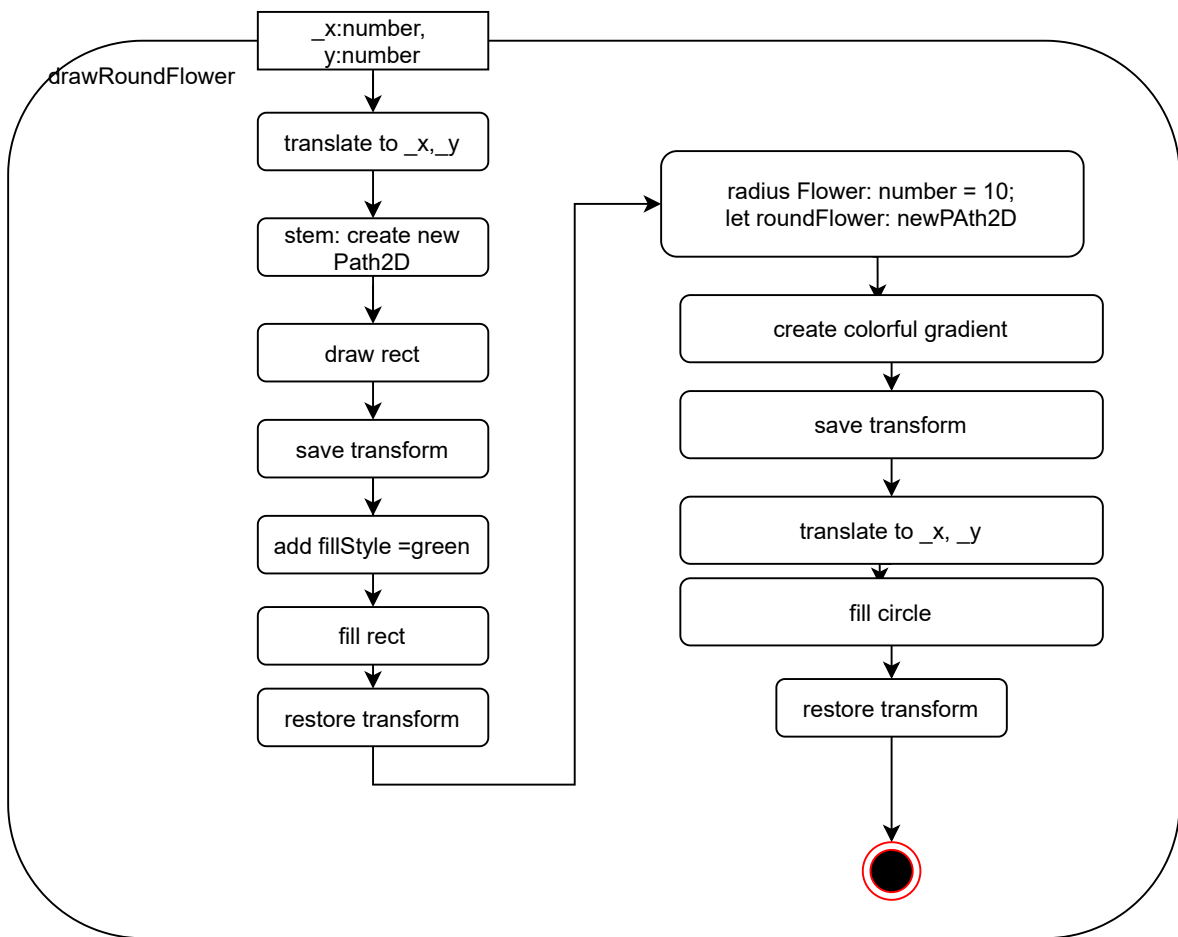 _x:number,
y:number
drawRoundFlower
translate to _x,_y
stem: create new
Path2D
draw rect
save transform
add fillStyle =green
fill rect
restore transform
radius Flower: number = 10;
let roundFlower: newPAth2D
create colorful gradient
save transform
translate to _x, _y
fill circle
restore transform